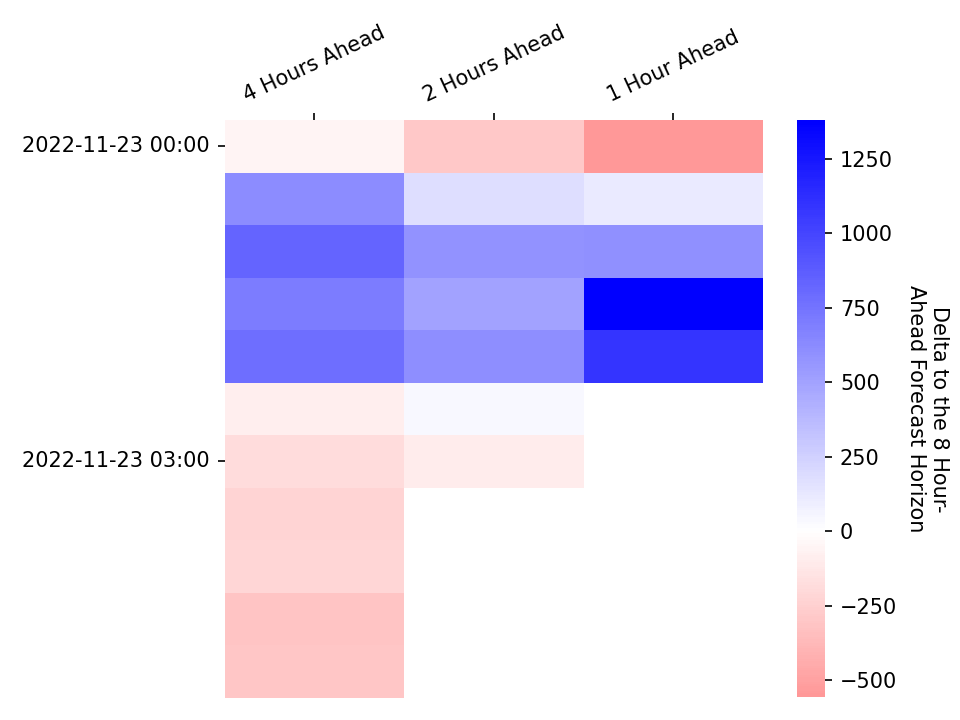 4 Hours Ahead
2 Hours Ahead
1 Hour Ahead
2022-11-23 00:00
2022-11-23 03:00
1250
1000
750
500
250
0
−250
−500
Delta to the 8 Hour-
Ahead Forecast Horizon